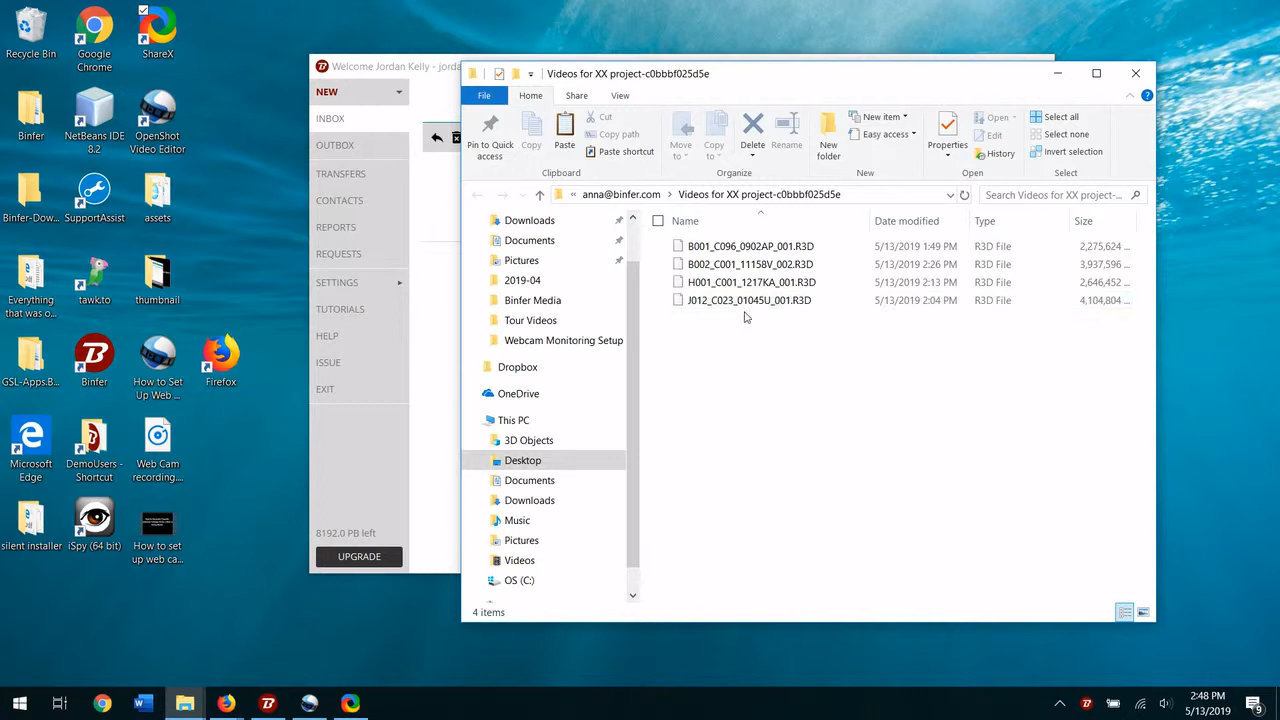 Recycle Bin
Google
Chrome
ShareX
Binfer
NetBeans IDE
8.2
OpenShot
Video Editor
Binfer-Dow...
SupportAssist
assets
Everything
that was o...
tawk.to
thumbnail
GSL-Apps.B...
Binfer
How to Set
Up Web ...
Firefox
Microsoft
Edge
DemoUsers -
Shortcut
Web Cam
recording....
silent installer
iSpy (64 bit)
How to set
up web ca...
Welcome Jordan Kelly - jorda
NEW
INBOX
OUTBOX
TRANSFERS
CONTACTS
REPORTS
REQUESTS
SETTINGS
TUTORIALS
HELP
ISSUE
EXIT
8192.0 PB left
UPGRADE
Videos for XX project-c0bbbf025d5e
File
Home
Share
View
Pin to Quick
access
Copy
Paste
Cut
Copy path
Paste shortcut
Clipboard
Move
to
Copy
to
Delete
Rename
Organize
New
folder
New item
Easy access
New
Properties
Open
Edit
History
Open
Select all
Select none
Invert selection
Select
« anna@binfer.com > Videos for XX project-c0bbbf025d5e
Search Videos for XX project-...
Downloads
Documents
Pictures
2019-04
Binfer Media
Tour Videos
Webcam Monitoring Setup
Dropbox
OneDrive
This PC
3D Objects
Desktop
Documents
Downloads
Music
Pictures
Videos
OS (C:)
Name Date modified Type Size
B001_C096_0902AP_001.R3D 5/13/2019 1:49 PM R3D File 2,275,624 ...
B002_C001_11158V_002.R3D 5/13/2019 2:26 PM R3D File 3,937,596 ...
H001_C001_1217KA_001.R3D 5/13/2019 2:13 PM R3D File 2,646,452 ...
J012_C023_01045U_001.R3D 5/13/2019 2:04 PM R3D File 4,104,804 ...
4 items
2:48 PM
5/13/2019
9